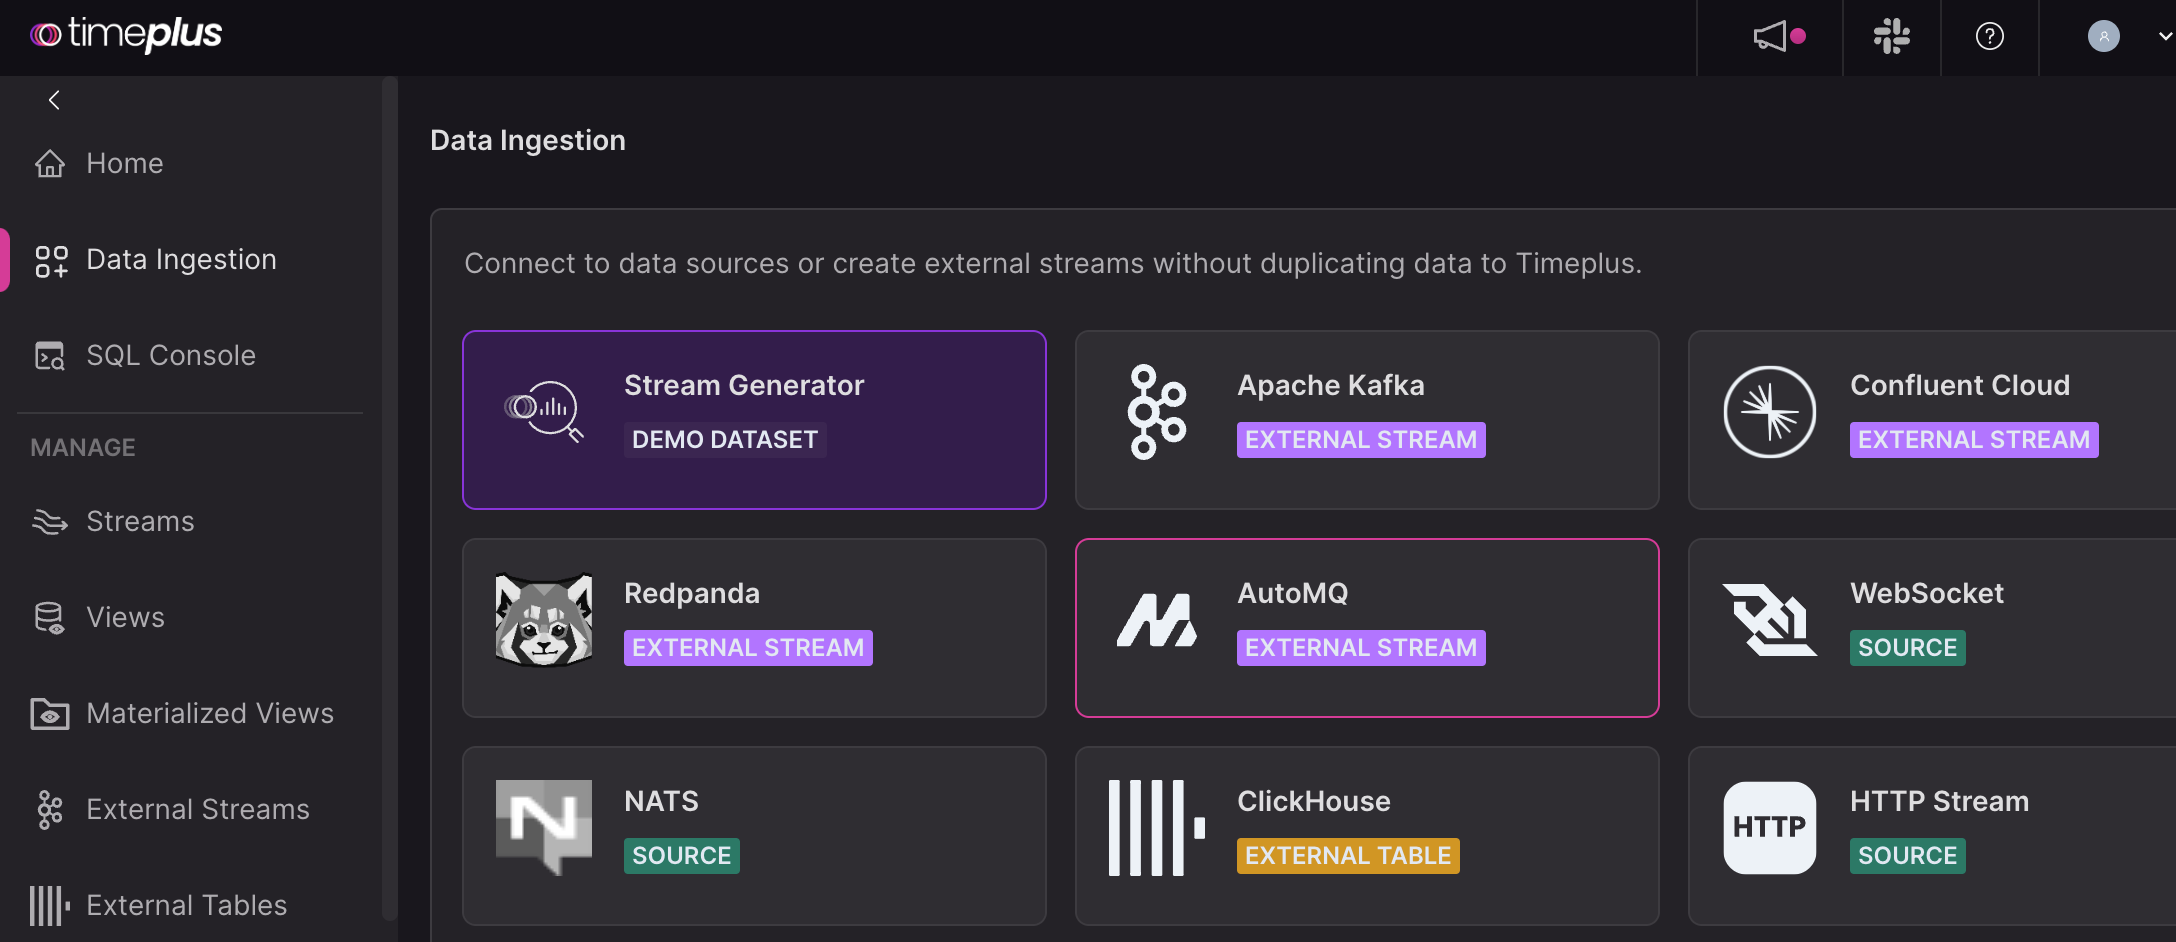 timeplus
Home
Data Ingestion
SQL Console
MANAGE
Streams
Views
Materialized Views
External Streams
External Tables
Data Ingestion
Connect to data sources or create external streams without duplicating data to Timeplus.
Stream Generator
DEMO DATASET
Apache Kafka
EXTERNAL STREAM
Confluent Cloud
EXTERNAL STREAM
Redpanda
EXTERNAL STREAM
AutoMQ
EXTERNAL STREAM
WebSocket
SOURCE
NATS
SOURCE
ClickHouse
EXTERNAL TABLE
HTTP
HTTP Stream
SOURCE